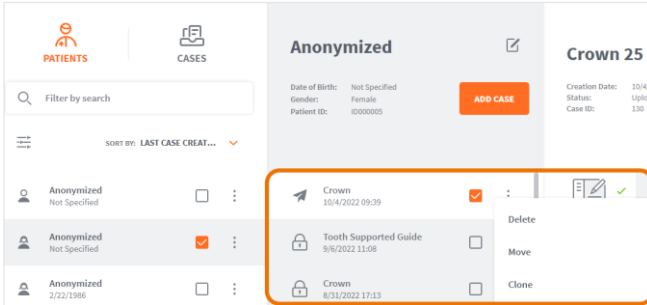 PATIENTS
CASES
Filter by search
SORT BY: LAST CASE CREAT...
Anonymized
Not Specified
Anonymized
Not Specified
Anonymized
2/22/1986
Anonymized
Date of Birth: Not Specified
Gender: Female
Patient ID: ID000005
ADD CASE
Crown
10/4/2022 09:39
Tooth Supported Guide
9/6/2022 11:08
Crown
8/31/2022 17:13
Crown 25
Creation Date: 10/4
Status: Uplo
Case ID: 130
Delete
Move
Clone